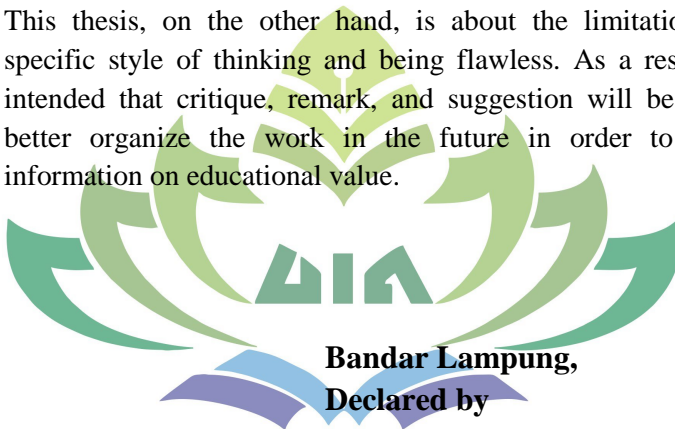 This thesis, on the other hand, is about the limitatio
specific style of thinking and being flawless. As a res
intended that critique, remark, and suggestion will be
better organize the work in the future in order to
information on educational value.
UIN
Bandar Lampung,
Declared by